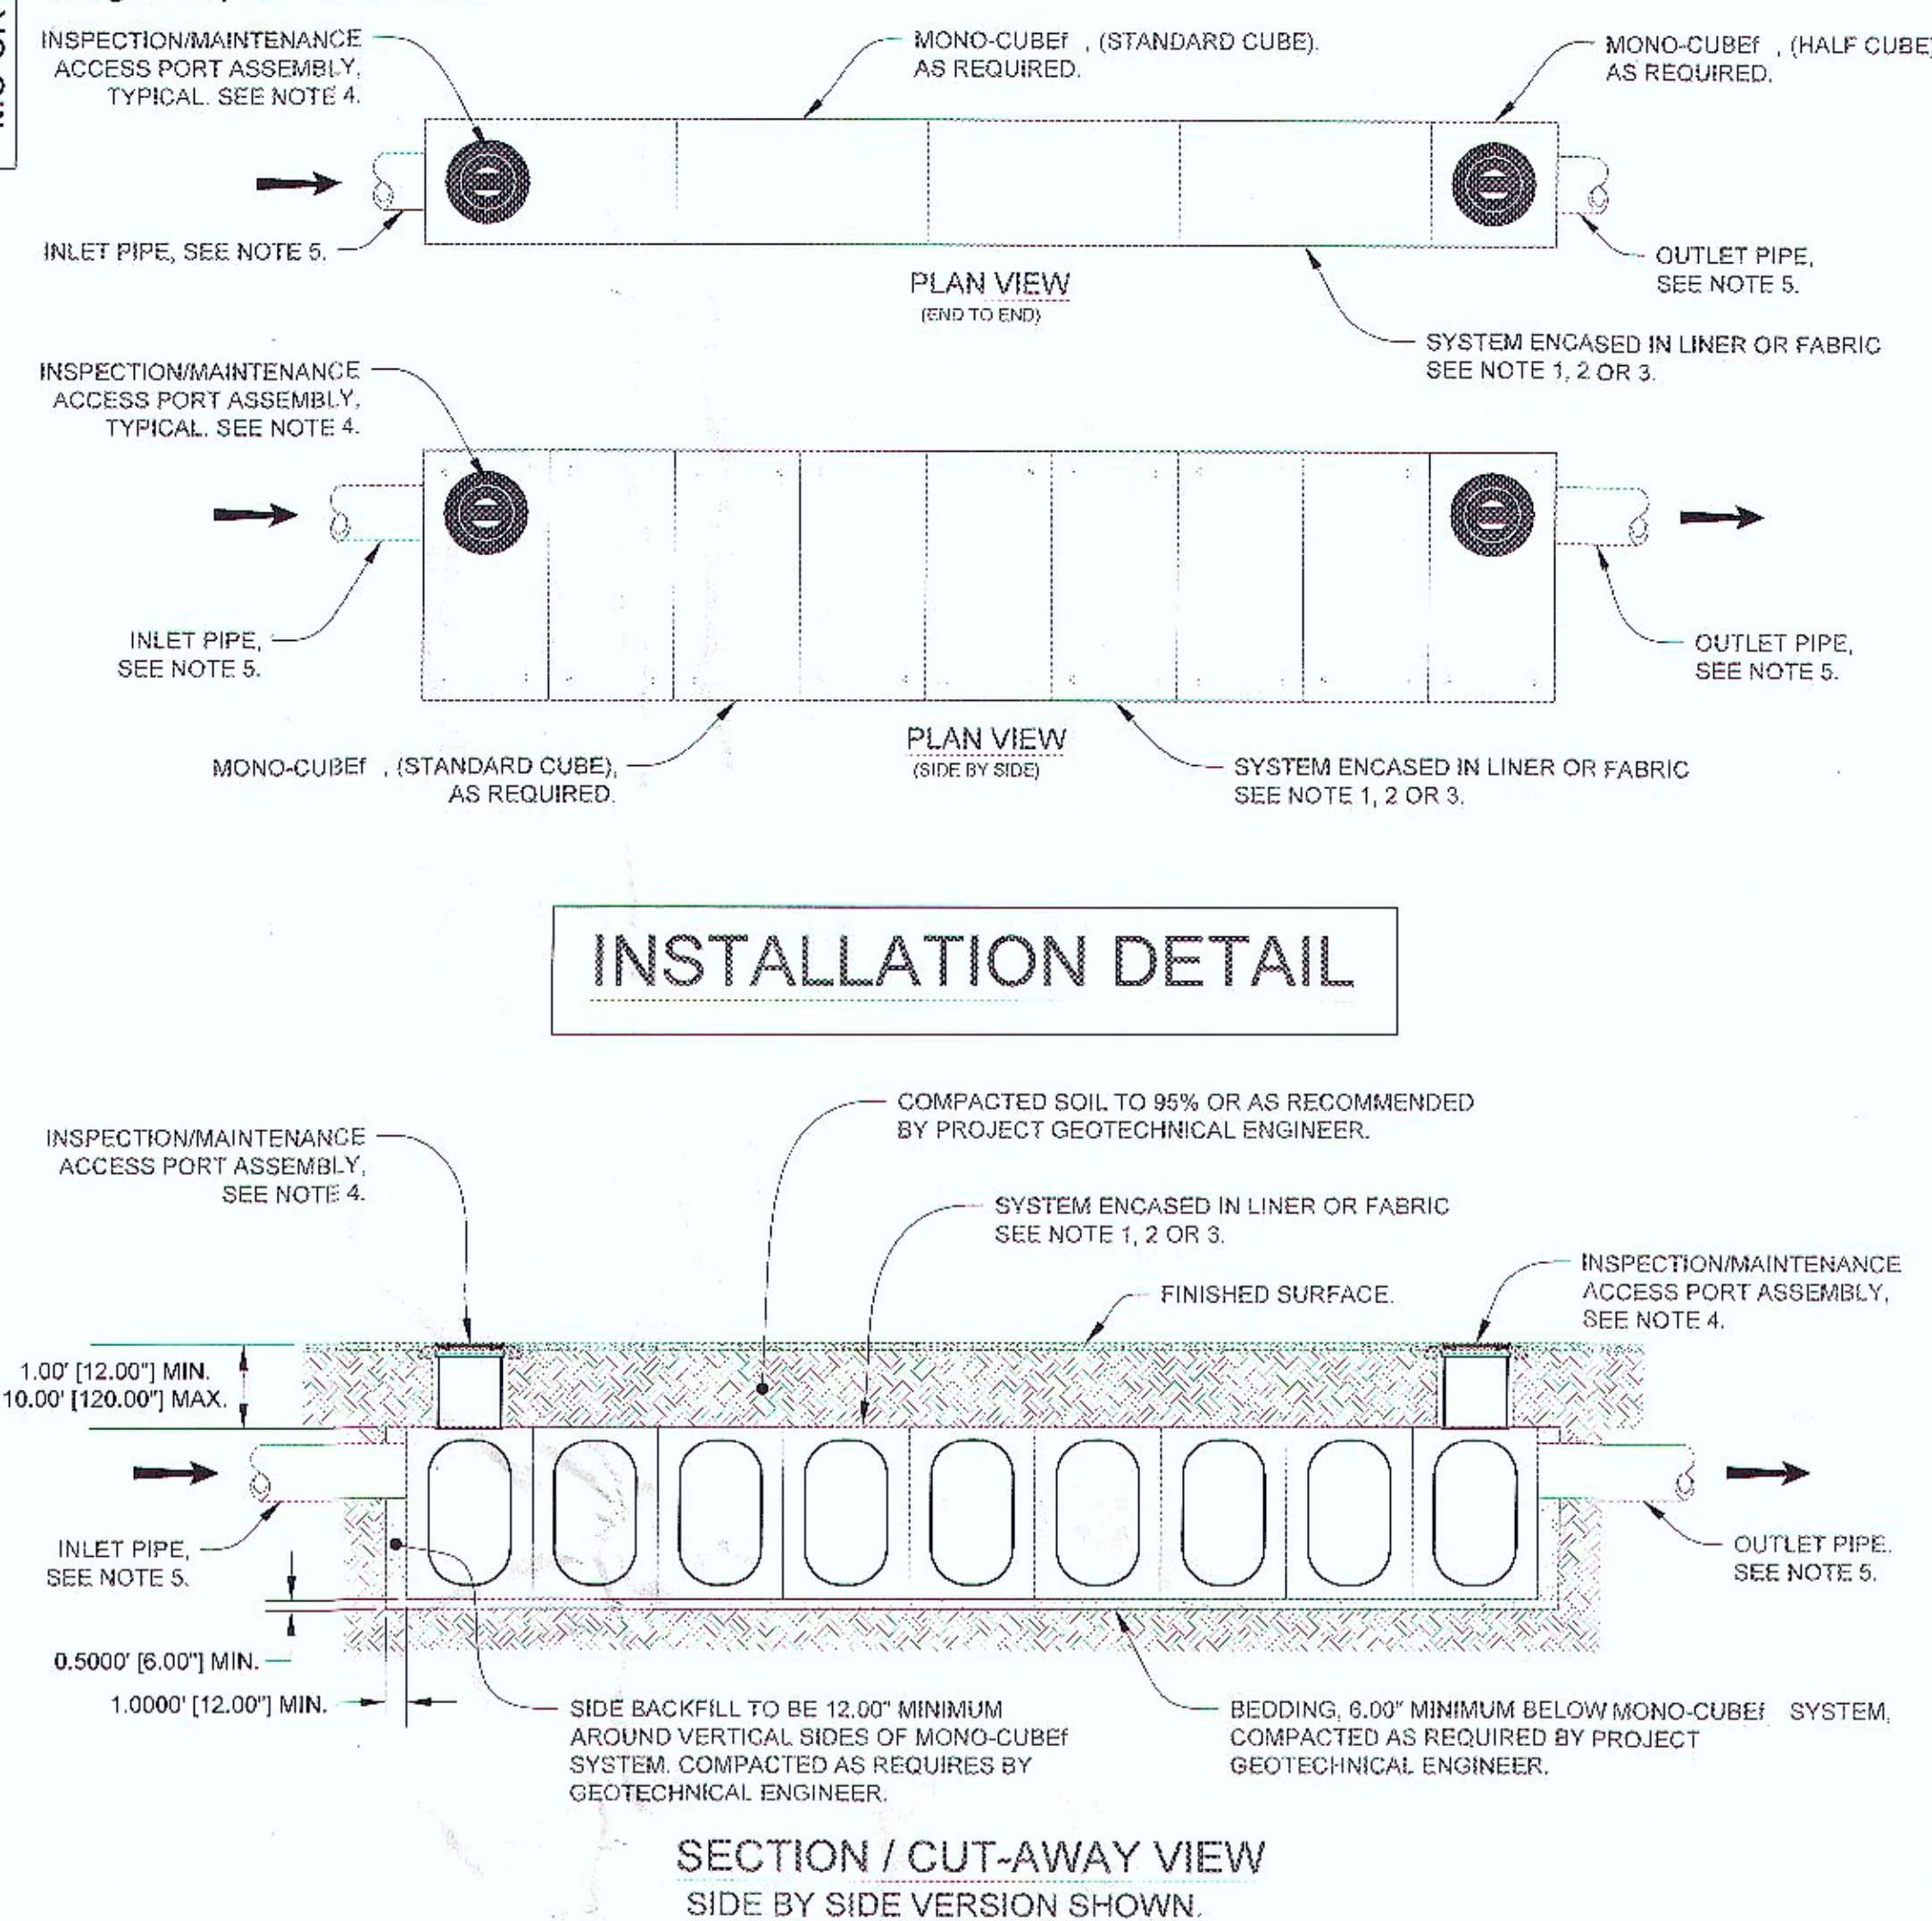 INSPECTION/MAINTENANCE
ACCESS PORT ASSEMBLY,
TYPICAL. SEE NOTE 4.
MONO-CUBEf , (STANDARD CUBE),
AS REQUIRED.
MONO-CUBEf , (HALF CUBE)
AS REQUIRED.
INLET PIPE, SEE NOTE 5.
OUTLET PIPE,
SEE NOTE 5.
PLAN VIEW
(END TO END)
SYSTEM ENCASED IN LINER OR FABRIC
SEE NOTE 1, 2 OR 3.
INSPECTION/MAINTENANCE
ACCESS PORT ASSEMBLY,
TYPICAL. SEE NOTE 4.
INLET PIPE,
SEE NOTE 5.
OUTLET PIPE,
SEE NOTE 5.
MONO-CUBEf , (STANDARD CUBE),
AS REQUIRED.
PLAN VIEW
(SIDE BY SIDE)
SYSTEM ENCASED IN LINER OR FABRIC
SEE NOTE 1, 2 OR 3.
INSTALLATION DETAIL
COMPACTED SOIL TO 95% OR AS RECOMMENDED
BY PROJECT GEOTECHNICAL ENGINEER.
INSPECTION/MAINTENANCE
ACCESS PORT ASSEMBLY,
SEE NOTE 4.
SYSTEM ENCASED IN LINER OR FABRIC
SEE NOTE 1, 2 OR 3.
FINISHED SURFACE.
INSPECTION/MAINTENANCE
ACCESS PORT ASSEMBLY,
SEE NOTE 4.
1.00' [12.00"] MIN.
10.00' [120.00"] MAX.
INLET PIPE,
SEE NOTE 5.
OUTLET PIPE.
SEE NOTE 5.
0.5000' [6.00"] MIN.
1.0000' [12.00"] MIN.
SIDE BACKFILL TO BE 12.00" MINIMUM
AROUND VERTICAL SIDES OF MONO-CUBEf
SYSTEM. COMPACTED AS REQUIRES BY
GEOTECHNICAL ENGINEER.
BEDDING, 6.00" MINIMUM BELOW MONO-CUBEf SYSTEM,
COMPACTED AS REQUIRED BY PROJECT
GEOTECHNICAL ENGINEER.
SECTION / CUT-AWAY VIEW
SIDE BY SIDE VERSION SHOWN.